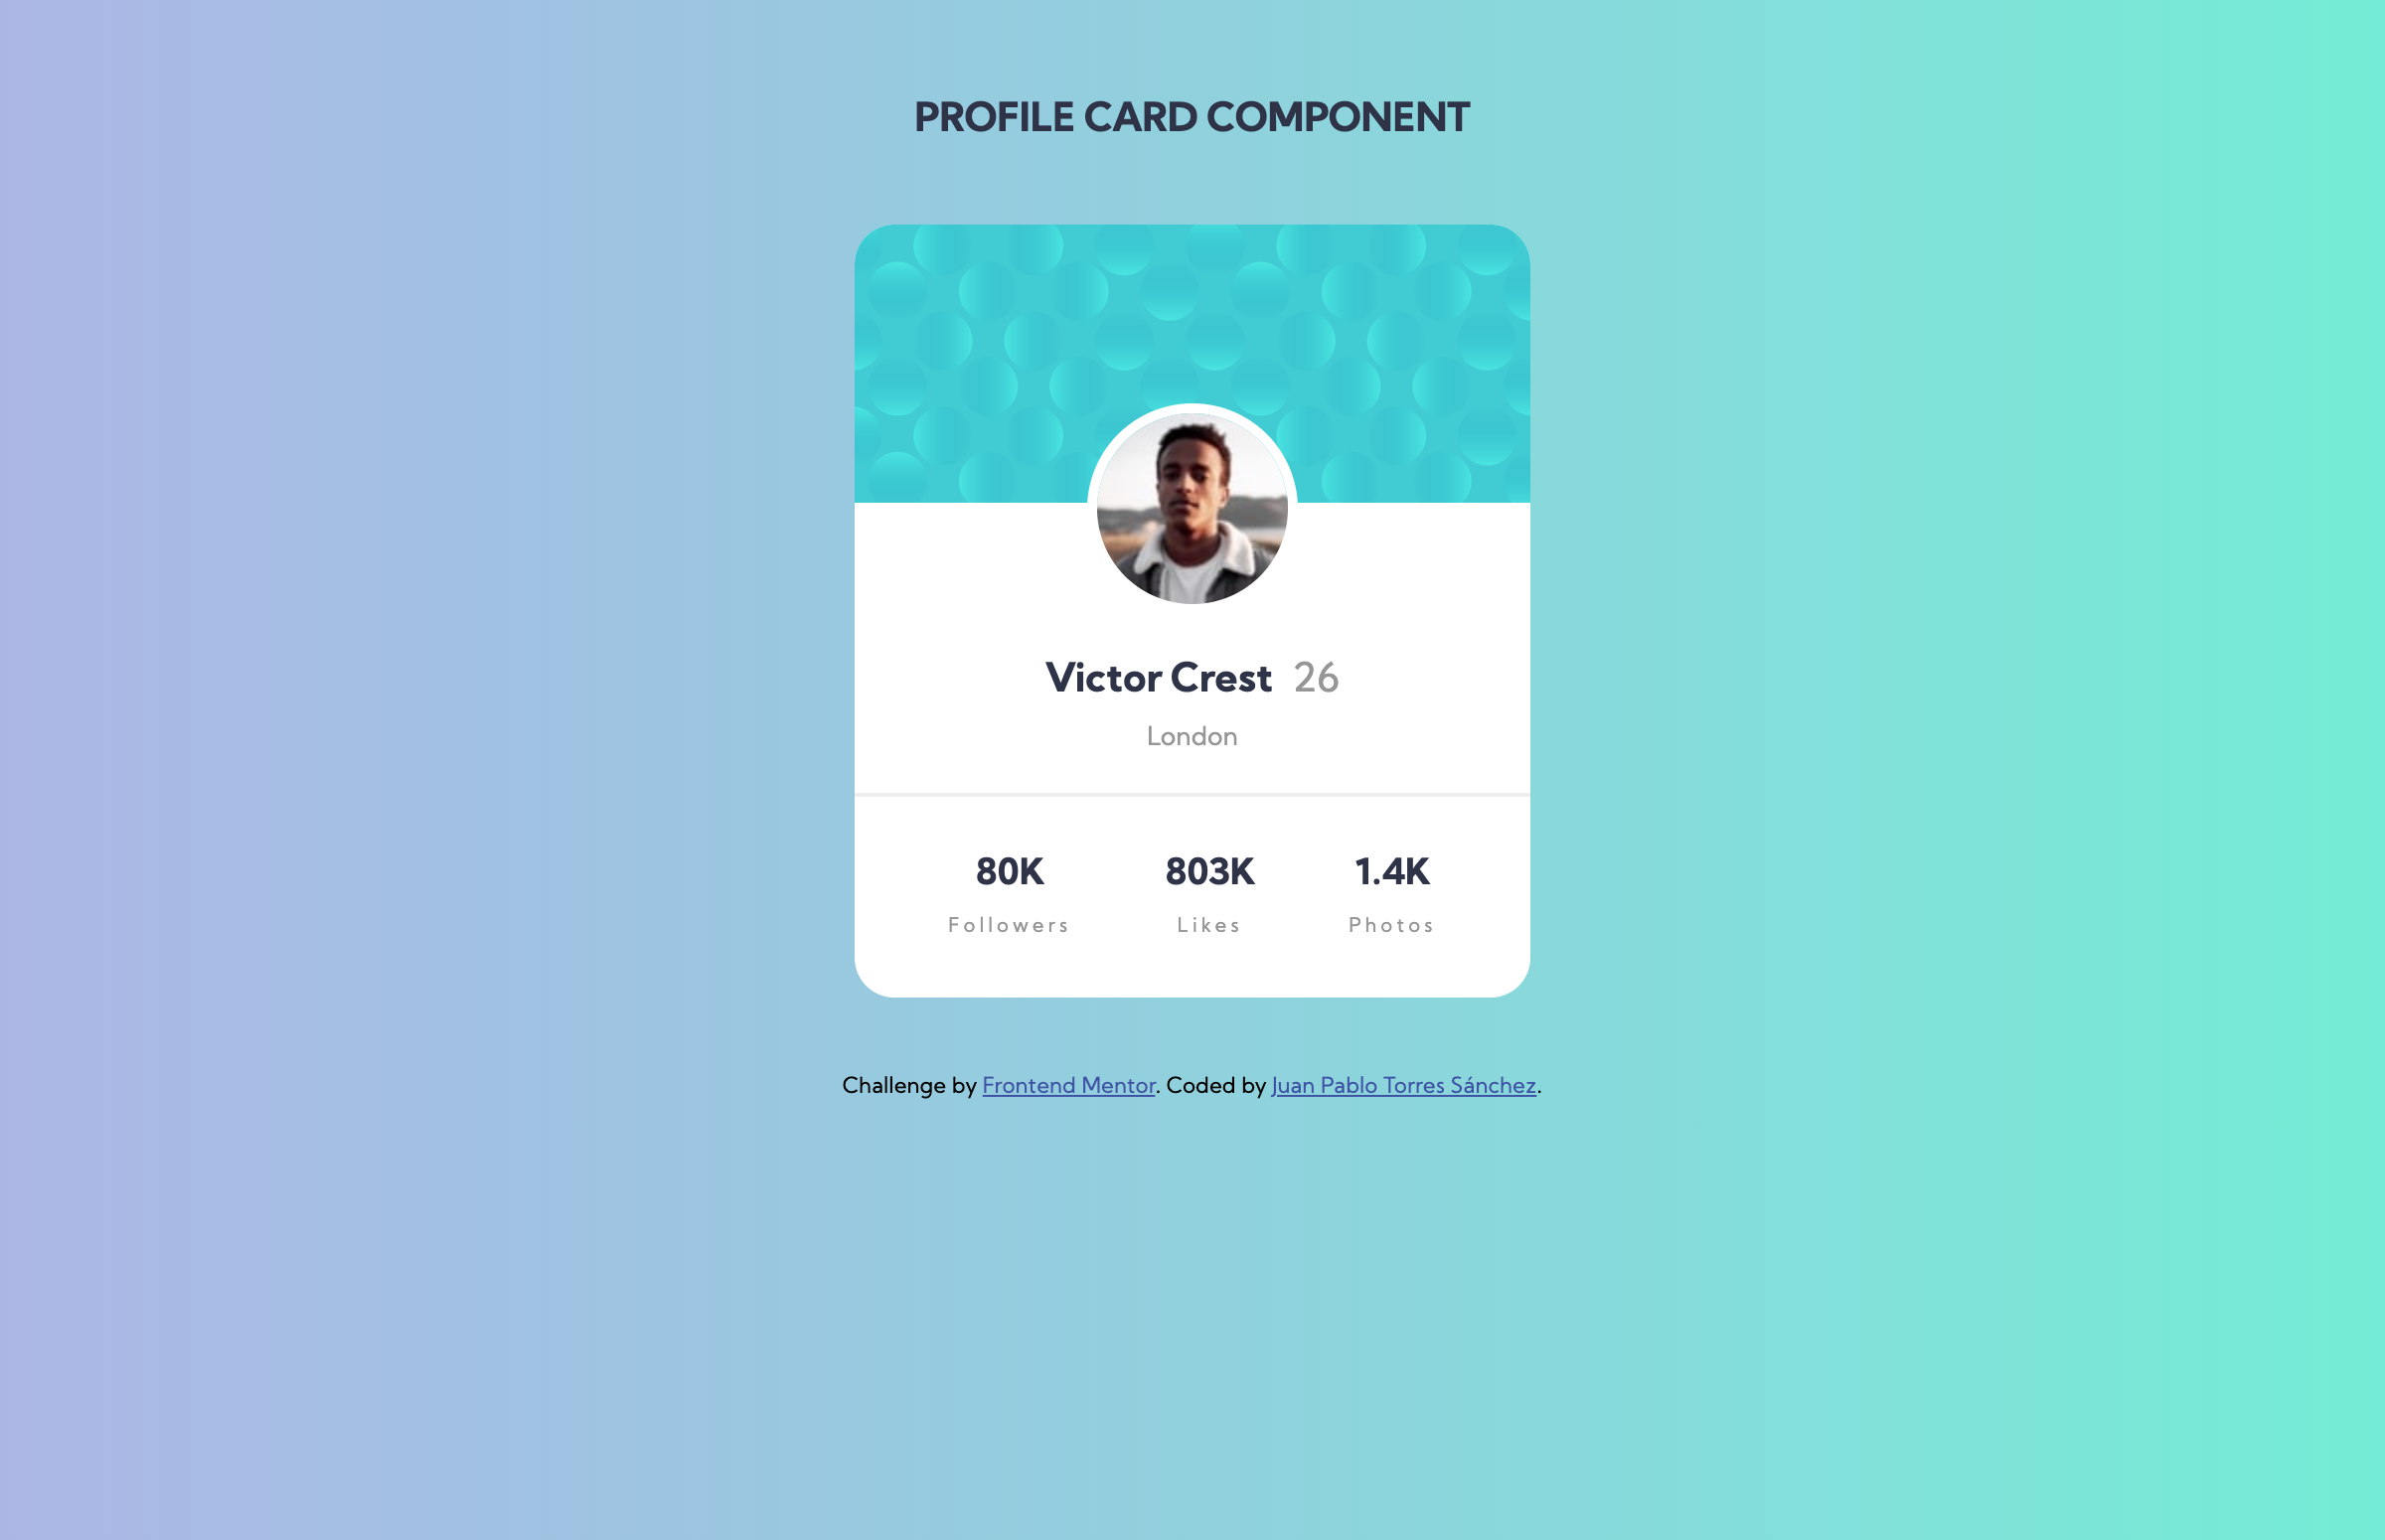 PROFILE CARD COMPONENT
Victor Crest 26
London
80K 803K 1.4K
Followers Likes Photos
Challenge by Frontend Mentor. Coded by Juan Pablo Torres Sánchez.